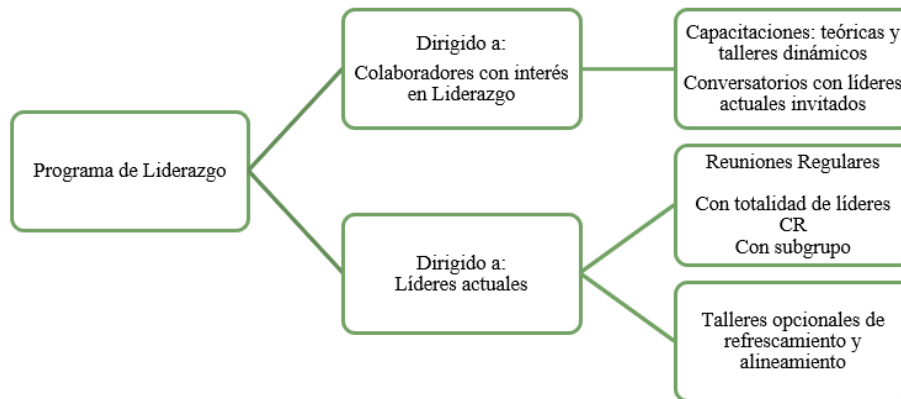 Programa de Liderazgo
Dirigido a:
Colaboradores con interés
en Liderazgo
Capacitaciones: teóricas y
talleres dinámicos
Conversatorios con líderes
actuales invitados
Dirigido a:
Líderes actuales
Reuniones Regulares
Con totalidad de líderes
CR
Con subgrupo
Talleres opcionales de
refrescamiento y
alineamiento